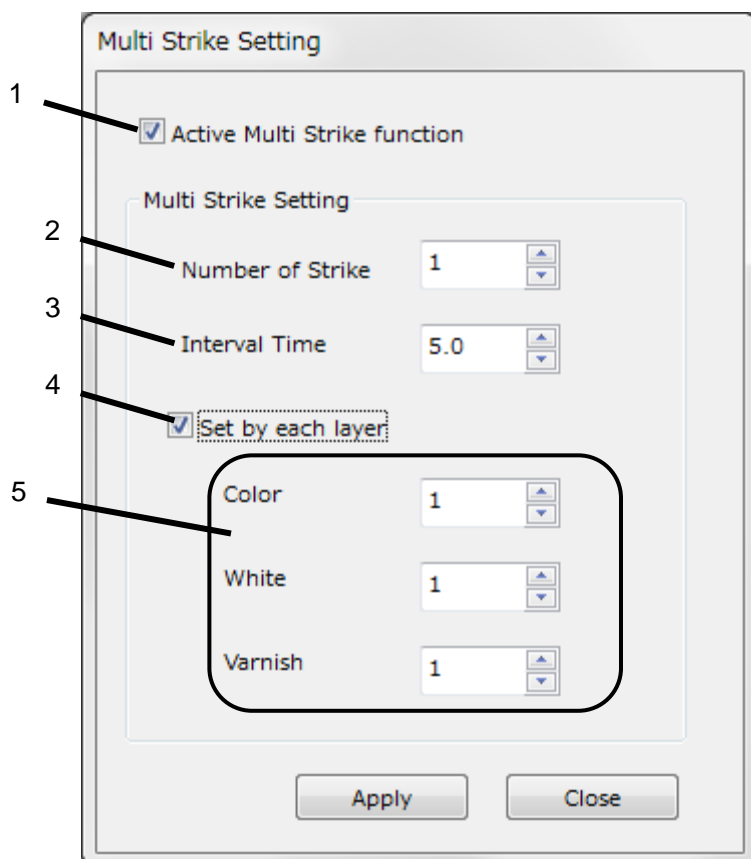 Multi Strike Setting
1
Active Multi Strike function
Multi Strike Setting
2
Number of Strike 1
3
Interval Time 5.0
4
Set by each layer
5
Color 1
White 1
Varnish 1
Apply Close